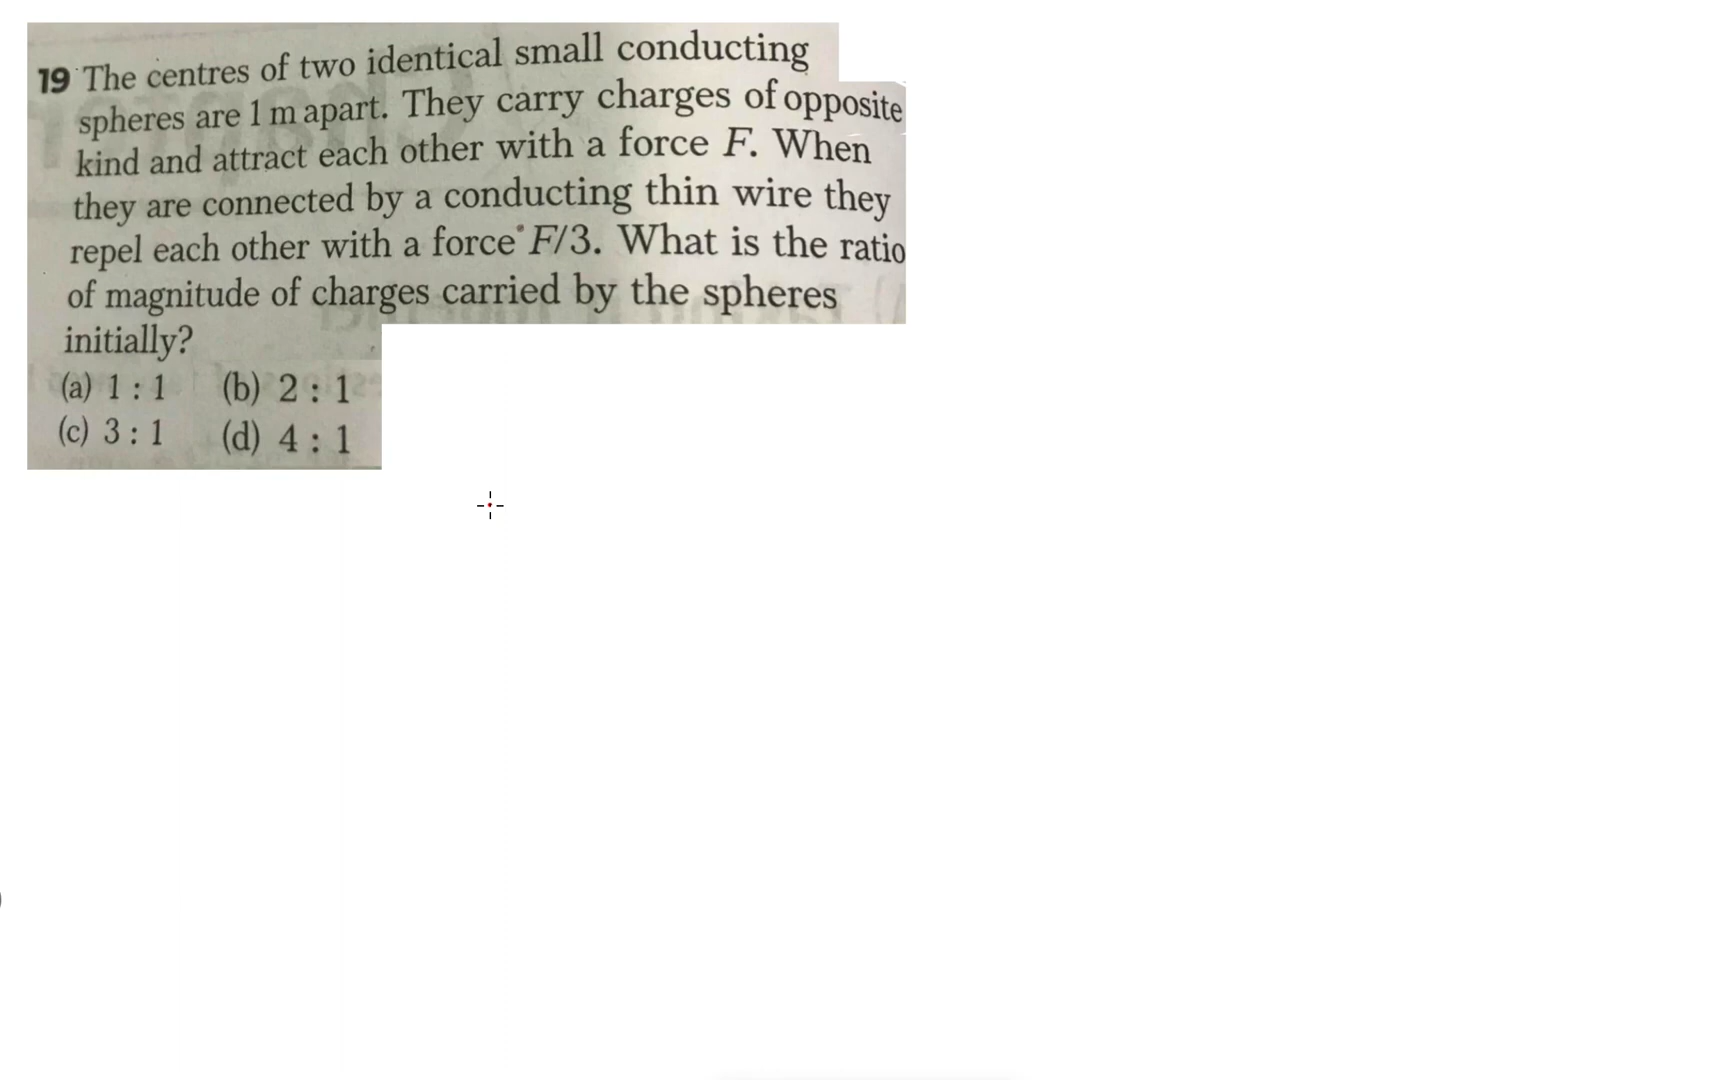 19 The centres of two identical small conducting
spheres are 1 m apart. They carry charges of opposite
kind and attract each other with a force F. When
they are connected by a conducting thin wire they
repel each other with a force F/3. What is the ratio
of magnitude of charges carried by the spheres
initially?
(a) 1 : 1 (b) 2 : 1
(c) 3 : 1 (d) 4 : 1